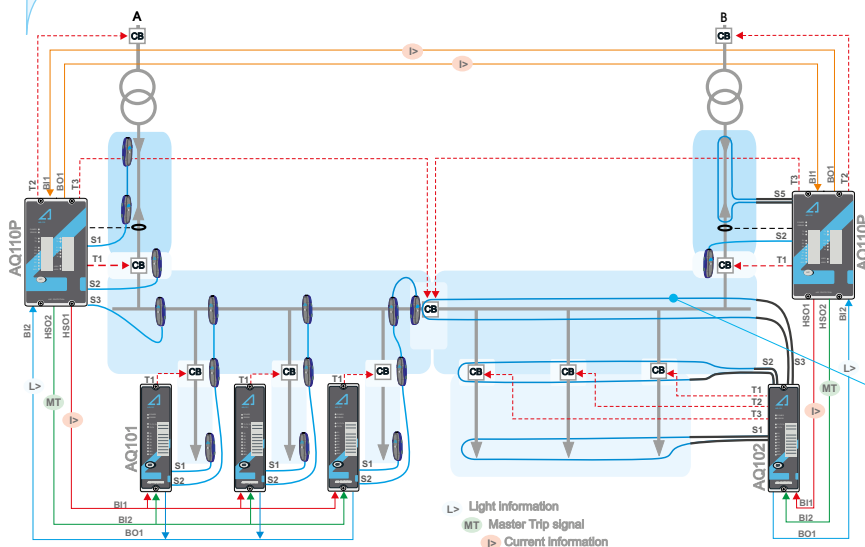 A B
CB CB
I>
I>
T2 BI1 BO1 T3
T3 BI1 BO1 T2
S1
S5
S2
AQ110P
AQ110P
T1 CB
CB T1
S2
S3
CB
BI2 HSO2 HSO1
HSO1 HSO2 BI2
L>
MT
I>
CB CB CB
CB CB CB
S2 S3
T1 T1 T1
T1
T2
T3
S1
L>
I> MT
AQ101
AQ102
S1 S1 S1
S2 S2 S2
BI1
BI2
BO1
BI1
BI2
BO1
L> Light information
MT Master Trip signal
I> Current information